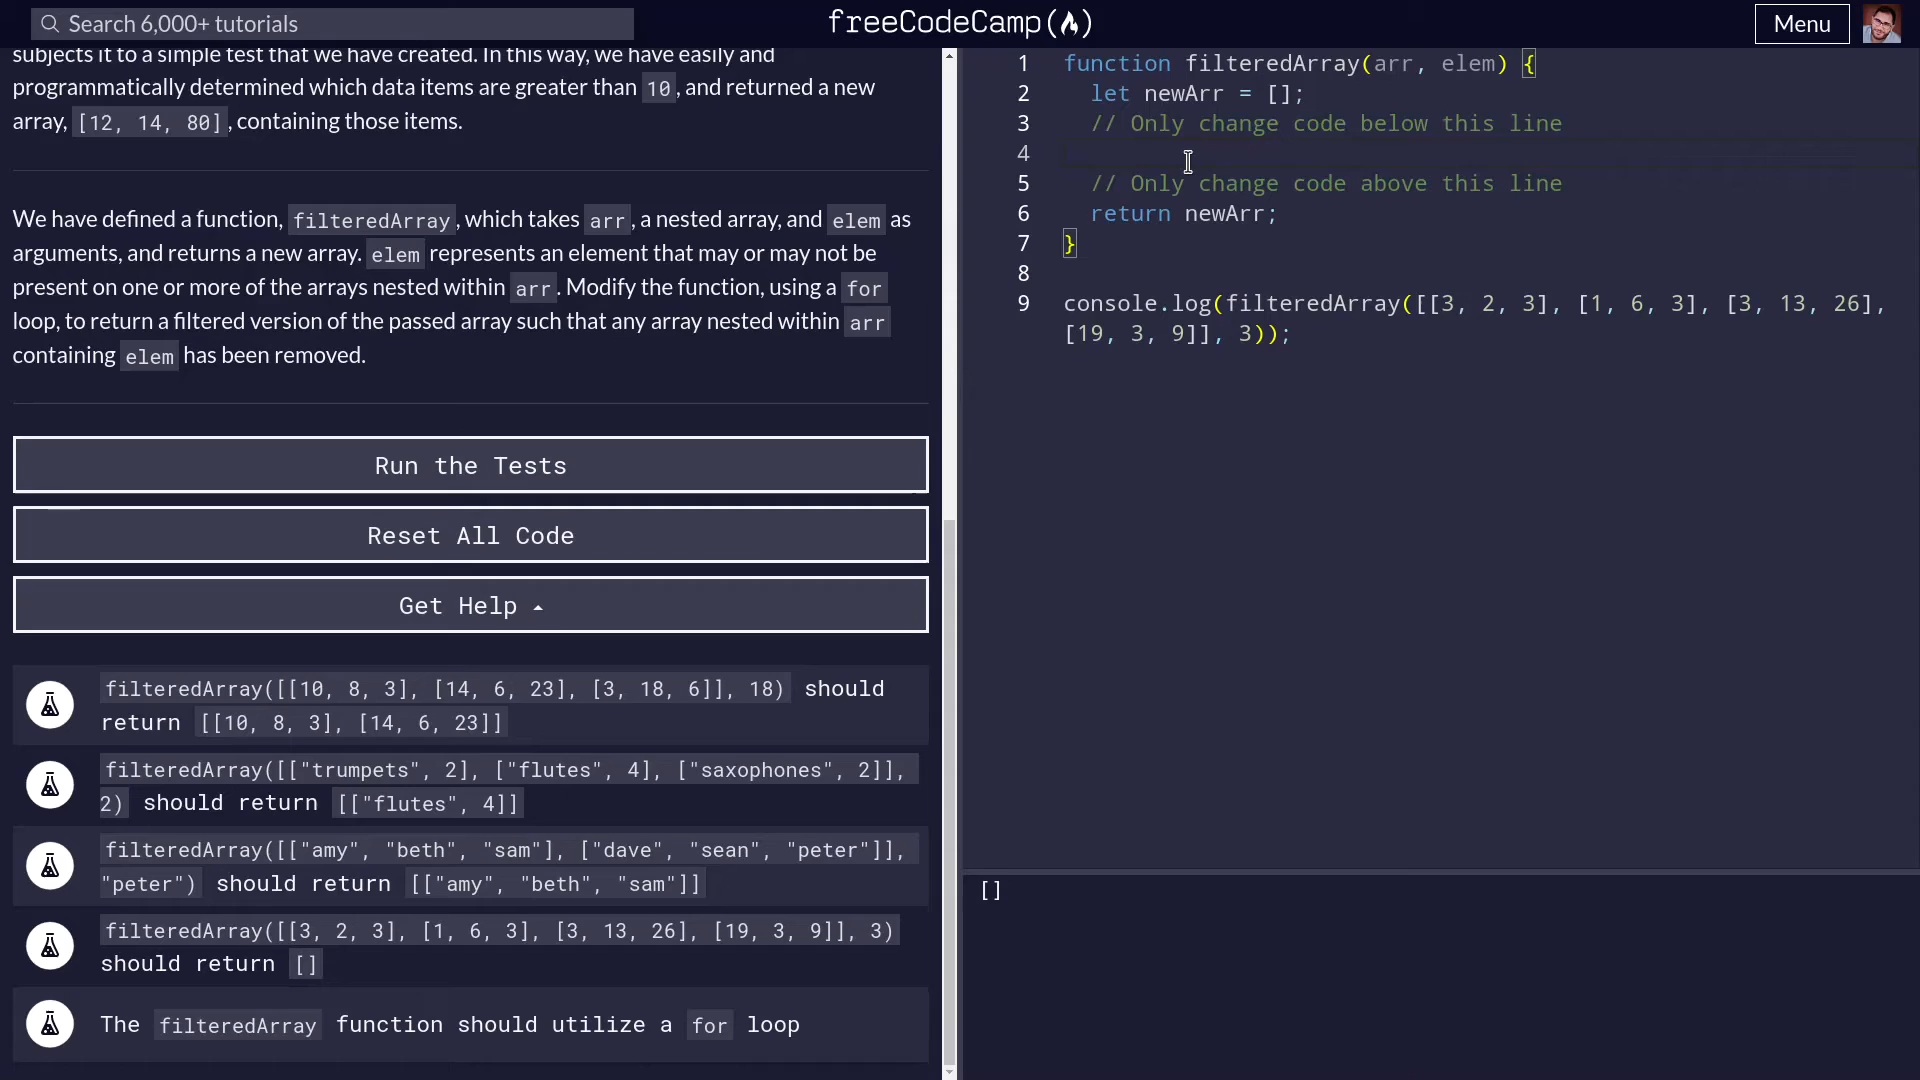 Search 6,000+ tutorials
freeCodeCamp
Menu
subjects it to a simple test that we have created. In this way, we have easily and
programmatically determined which data items are greater than 10, and returned a new
array, [12, 14, 80], containing those items.
We have defined a function, filteredArray, which takes arr, a nested array, and elem as
arguments, and returns a new array. elem represents an element that may or may not be
present on one or more of the arrays nested within arr. Modify the function, using a for
loop, to return a filtered version of the passed array such that any array nested within arr
containing elem has been removed.
Run the Tests
Reset All Code
Get Help
filteredArray([[10, 8, 3], [14, 6, 23], [3, 18, 6]], 18) should
return [[10, 8, 3], [14, 6, 23]]
filteredArray([["trumpets", 2], ["flutes", 4], ["saxophones", 2]],
2) should return [["flutes", 4]]
filteredArray([["amy", "beth", "sam"], ["dave", "sean", "peter"]],
"peter") should return [["amy", "beth", "sam"]]
filteredArray([[3, 2, 3], [1, 6, 3], [3, 13, 26], [19, 3, 9]], 3)
should return []
The filteredArray function should utilize a for loop
1 function filteredArray(arr, elem) {
2 let newArr = [];
3 // Only change code below this line
4
5 // Only change code above this line
6 return newArr;
7 }
8
9 console.log(filteredArray([[3, 2, 3], [1, 6, 3], [3, 13, 26],
[19, 3, 9]], 3));
[]